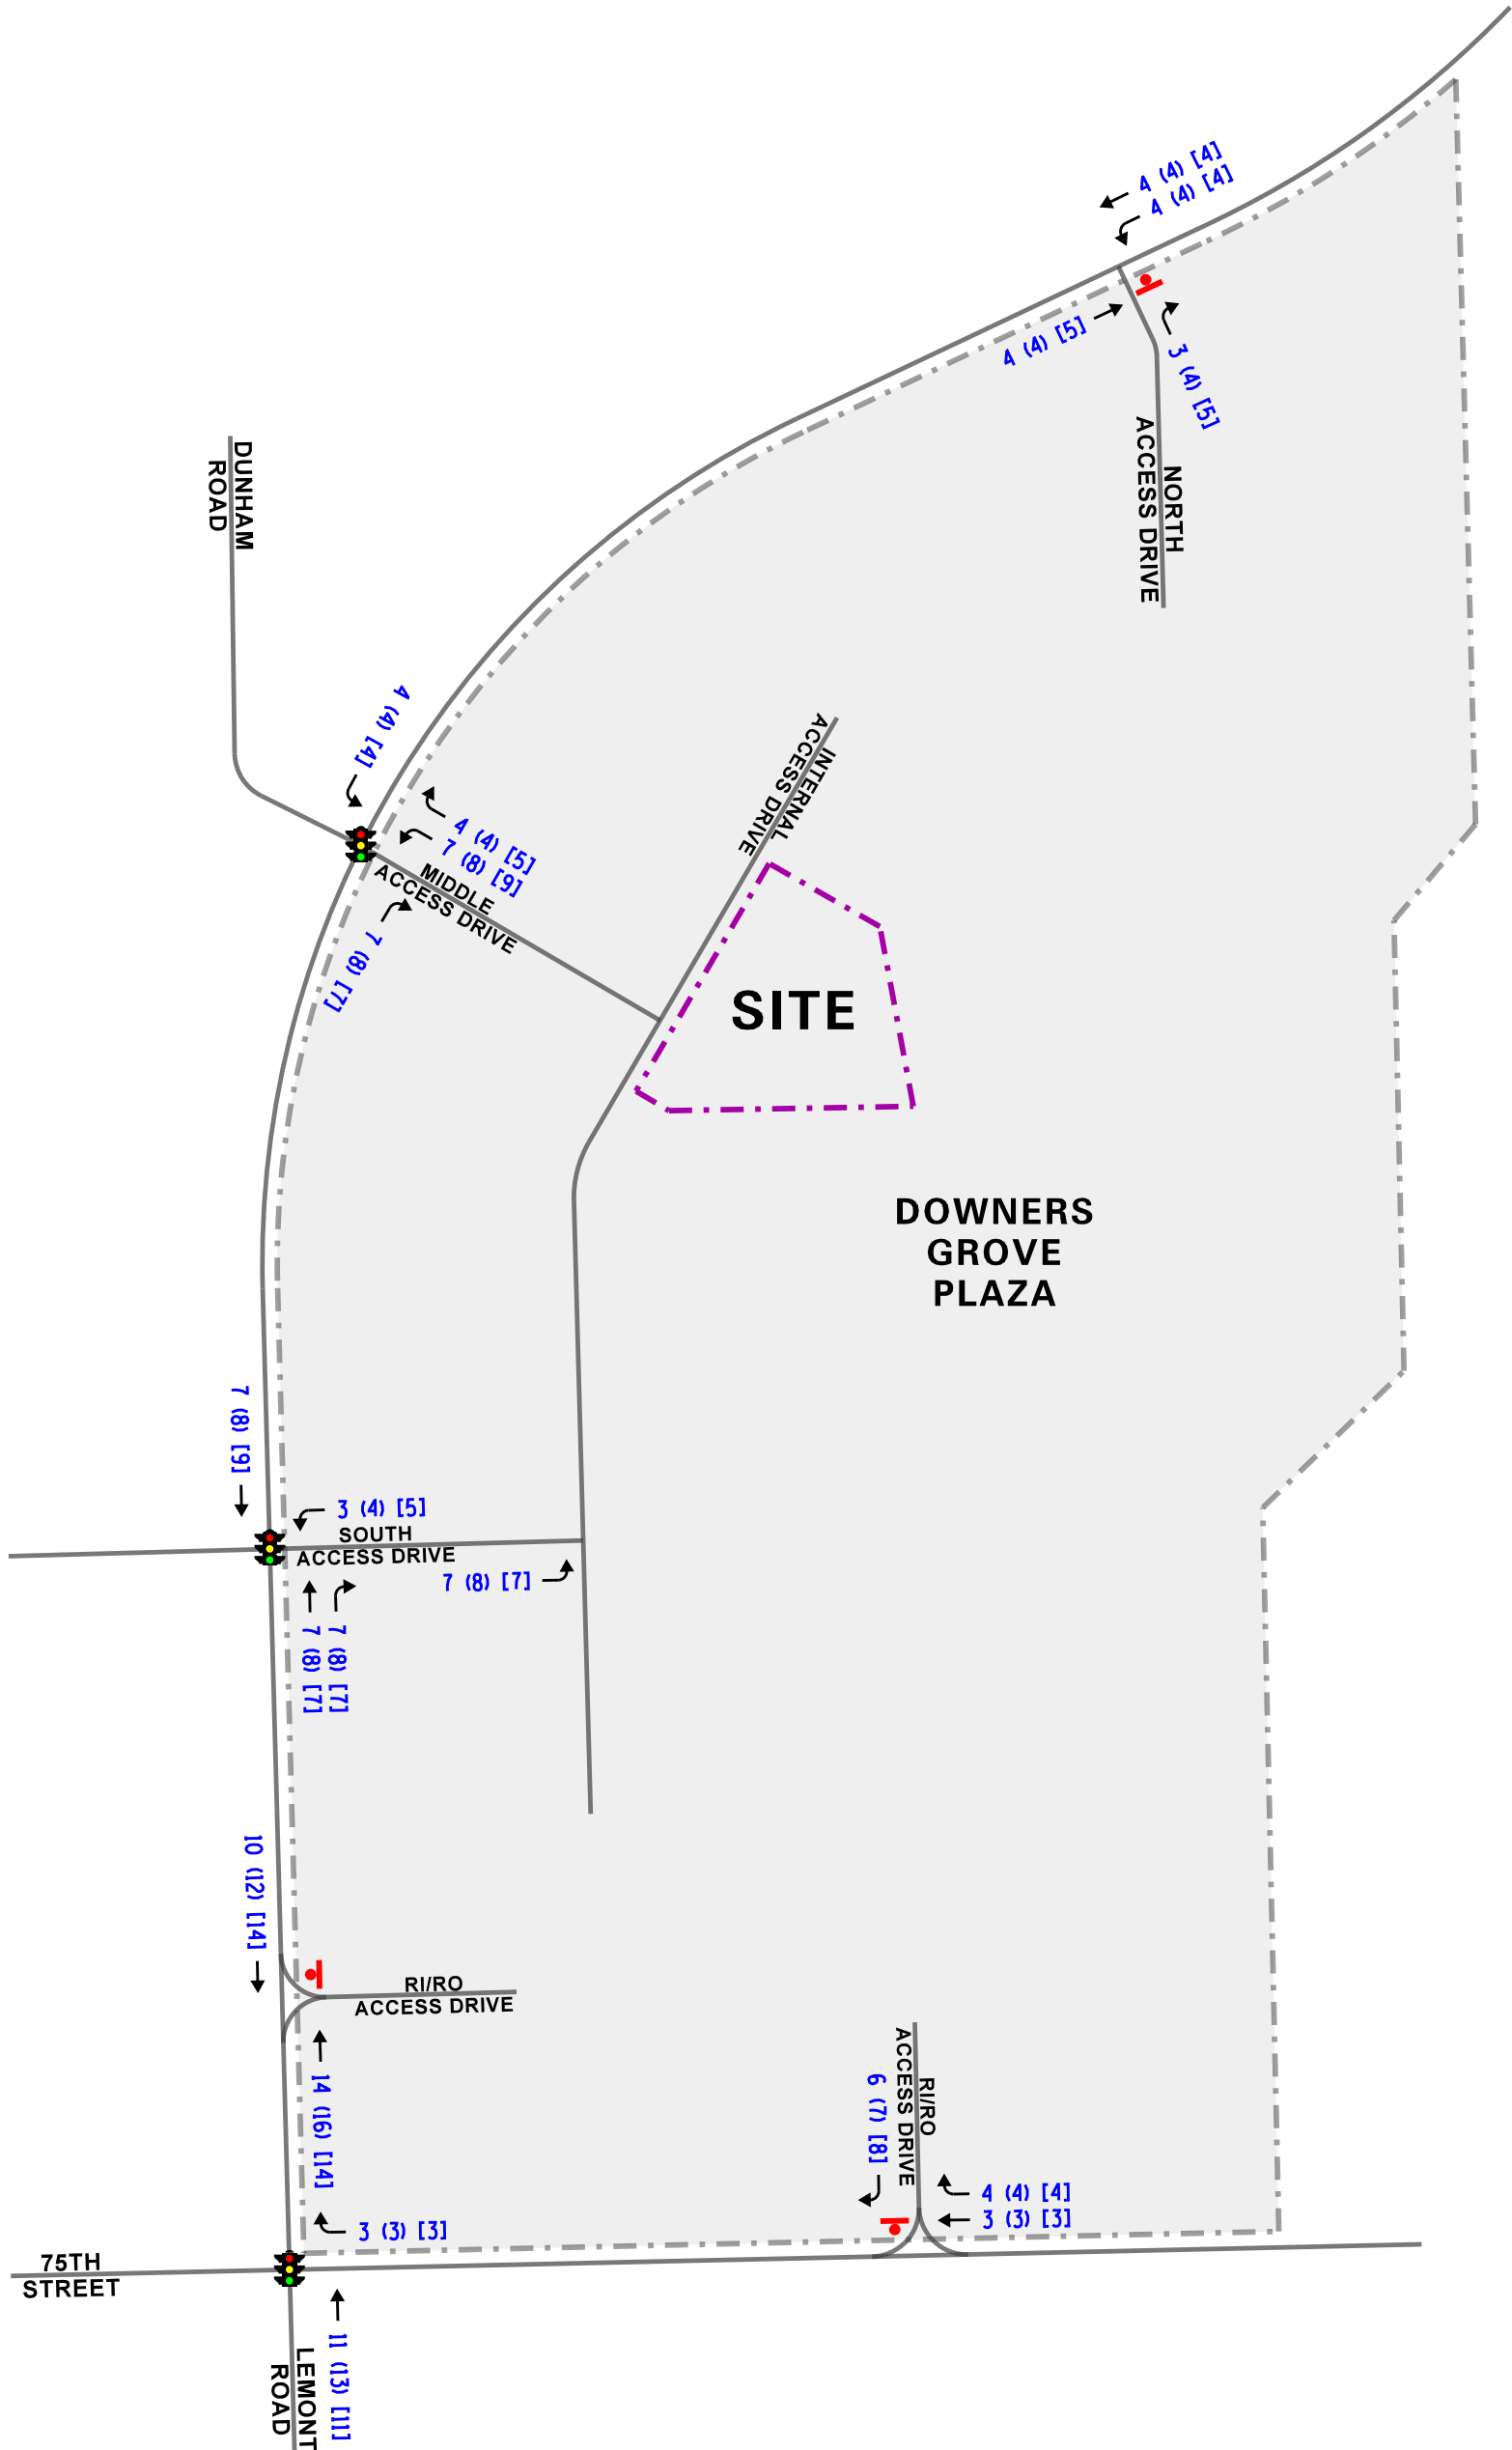 4 (4) [4]
4 (4) [4]
4 (4) [5]
3 (4) [5]
NORTH
ACCESS DRIVE
DUNHAM
ROAD
4 (4) [4]
4 (4) [5]
7 (8) [9]
MIDDLE
ACCESS DRIVE
7 (8) [7]
INTERNAL
ACCESS DRIVE
SITE
DOWNERS
GROVE
PLAZA
7 (8) [9]
3 (4) [5]
SOUTH
ACCESS DRIVE
7 (8) [7]
7 (8) [7]
7 (8) [7]
10 (12) [14]
RI/RO
ACCESS DRIVE
14 (16) [14]
RI/RO
ACCESS DRIVE
6 (7) [8]
4 (4) [4]
3 (3) [3]
3 (3) [3]
75TH
STREET
LEMONT
ROAD
11 (13) [11]